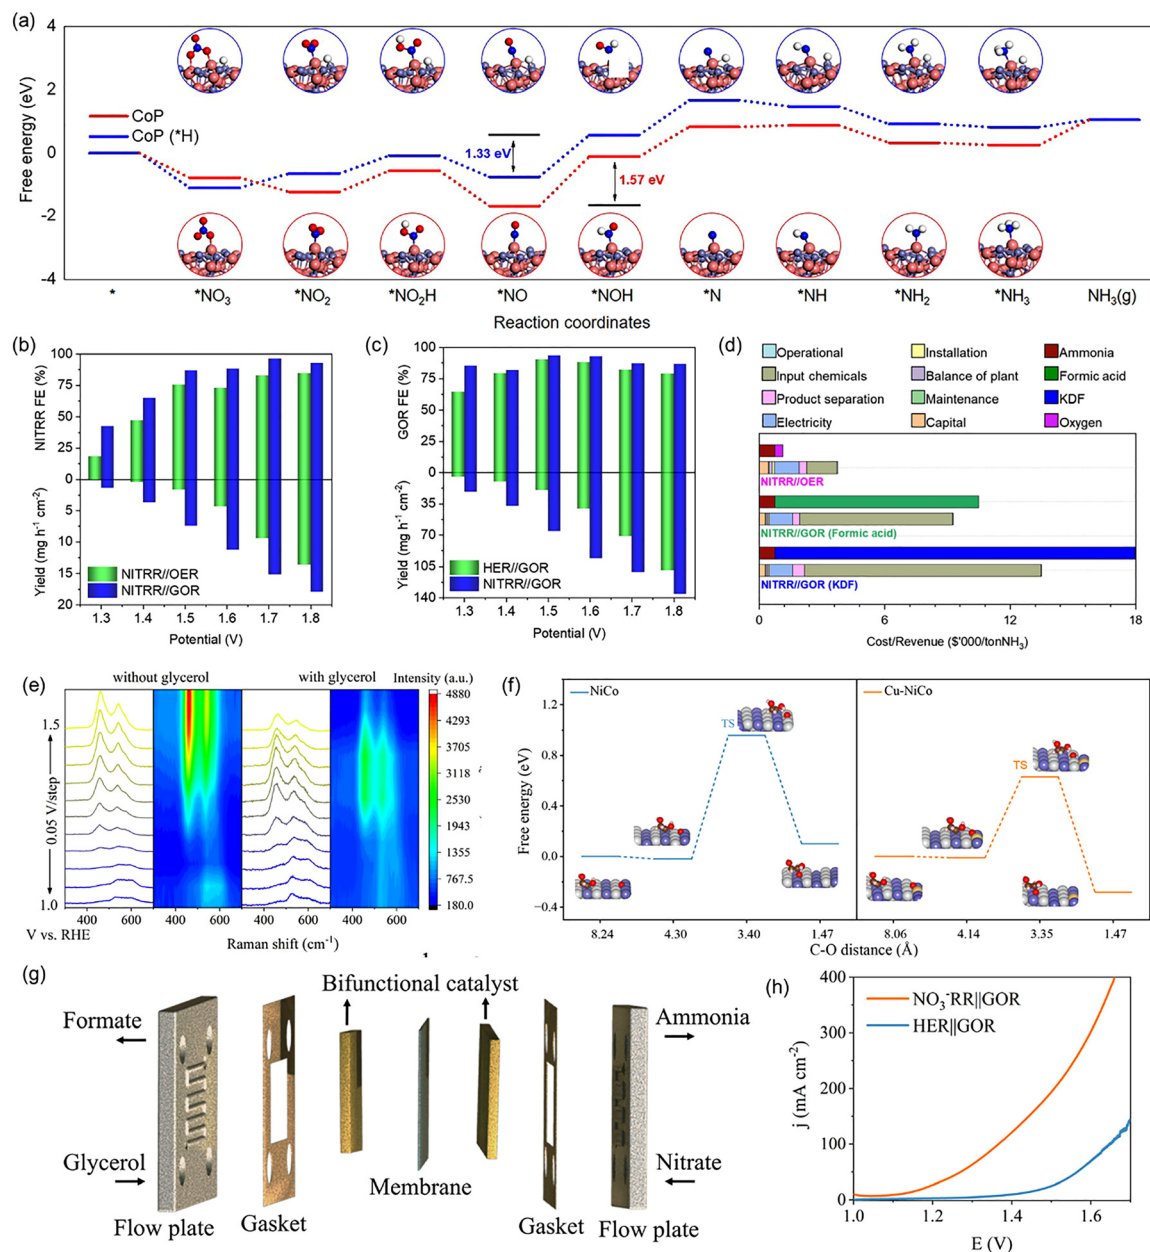 (a)
4
2
0
-2
-4
Free energy (eV)
CoP
CoP (*H)
1.33 eV
1.57 eV
* *NO₃ *NO₂ *NO₂H *NO *NOH *N *NH *NH₂ *NH₃ NH₃(g)
Reaction coordinates
(b)
100
75
50
25
0
5
10
15
20
NITRR FE (%)
Yield (mg h⁻¹ cm⁻²)
NITRR//OER
NITRR//GOR
1.3 1.4 1.5 1.6 1.7 1.8
Potential (V)
(c)
100
75
50
25
0
35
70
105
140
GOR FE (%)
Yield (mg h⁻¹ cm⁻²)
HER//GOR
NITRR//GOR
1.3 1.4 1.5 1.6 1.7 1.8
Potential (V)
(d)
Operational Installation Ammonia
Input chemicals Balance of plant Formic acid
Product separation Maintenance KDF
Electricity Capital Oxygen
NITRR//OER
NITRR//GOR (Formic acid)
NITRR//GOR (KDF)
0 6 12 18
Cost/Revenue ($'000/tonNH₃)
(e)
without glycerol with glycerol Intensity (a.u.)
1.5
0.05 V/step
1.0
V vs. RHE
400 600 400 600 400 600 400 600
Raman shift (cm⁻¹)
4880
4293
3705
3118
2530
1943
1355
767.5
180.0
(f)
NiCo
Cu-NiCo
TS
TS
1.2
0.8
0.4
0.0
-0.4
Free energy (eV)
8.24 4.30 3.40 1.47 8.06 4.14 3.35 1.47
C-O distance (Å)
(g)
Bifunctional catalyst
Formate
Ammonia
Glycerol
Nitrate
Membrane
Flow plate
Gasket
Gasket
Flow plate
(h)
NO₃⁻RR||GOR
HER||GOR
400
300
200
100
0
j (mA cm⁻²)
1.0 1.2 1.4 1.6
E (V)